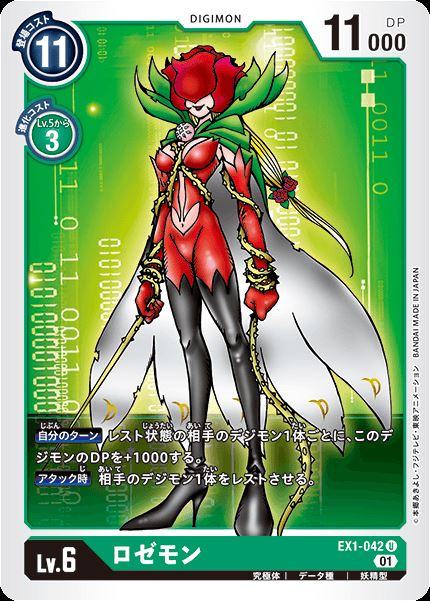 登場コスト
11
DIGIMON
DP
11000
進化コスト
Lv.5から
3
自分のターン レスト状態の相手のデジモン1体ごとに、このデ
ジモンのDPを+1000する。
アタック時 相手のデジモン1体をレストさせる。
©本郷あきよし・フジテレビ・東映アニメーション BANDAI MADE IN JAPAN
Lv.6
ロゼモン
EX1-042 U
01
究極体 | データ種 | 妖精型